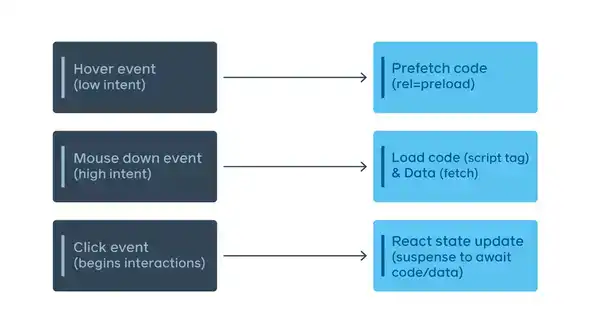 Hover event
(low intent)
Prefetch code
(rel=preload)
Mouse down event
(high intent)
Load code (script tag)
& Data (fetch)
Click event
(begins interactions)
React state update
(suspense to await
code/data)